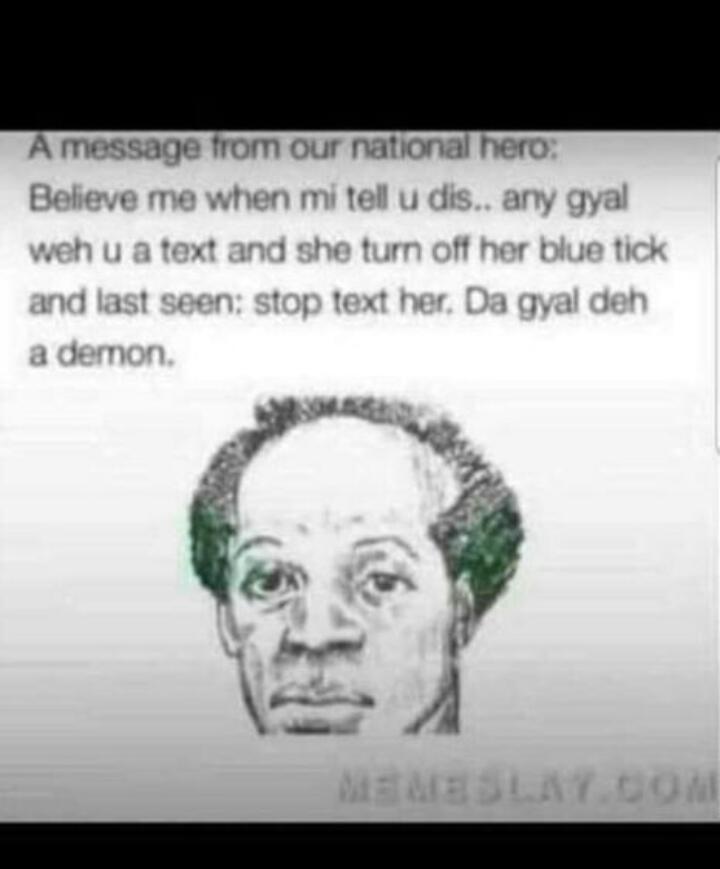 A message from our national hero:
Believe me when mi tell u dis.. any gyal
weh u a text and she turn off her blue tick
and last seen: stop text her. Da gyal deh
a demon.
MEMESLAY.COM